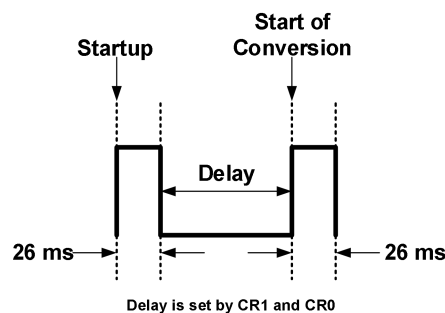 Startup
Start of
Conversion
Delay
26 ms
26 ms
Delay is set by CR1 and CR0